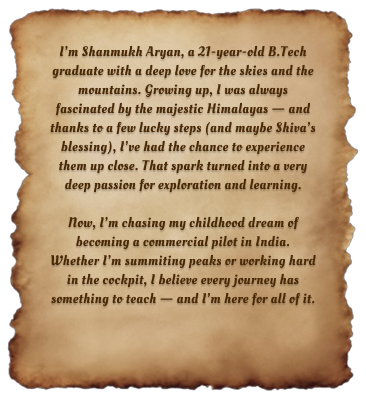 I'm Shanmukh Aryan, a 21-year-old B.Tech
graduate with a deep love for the skies and the
mountains. Growing up, I was always
fascinated by the majestic Himalayas — and
thanks to a few lucky steps (and maybe Shiva's
blessing), I've had the chance to experience
them up close. That spark turned into a very
deep passion for exploration and learning.
Now, I'm chasing my childhood dream of
becoming a commercial pilot in India.
Whether I'm summiting peaks or working hard
in the cockpit, I believe every journey has
something to teach — and I'm here for all of it.